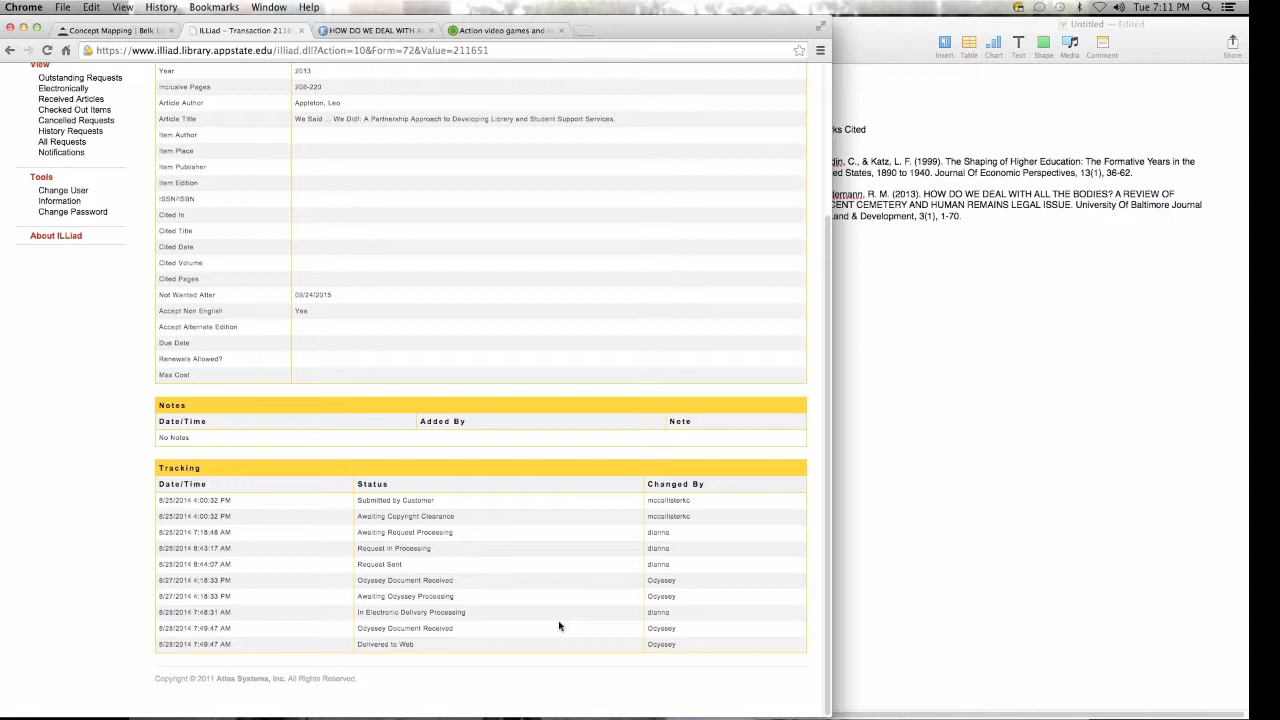 Chrome File Edit View History Bookmarks Window Help
Tue 7:11 PM
Concept Mapping | Belk L
ILLiad – Transaction 2116
HOW DO WE DEAL WITH A
Action video games and in
Untitled — Edited
https://www.illiad.library.appstate.edu/illiad.dll?Action=10&Form=72&Value=211651
Insert Table Chart Text Shape Media Comment Share
View
Outstanding Requests
Electronically
Received Articles
Checked Out Items
Cancelled Requests
History Requests
All Requests
Notifications
Tools
Change User
Information
Change Password
About ILLiad
Year 2013
Inclusive Pages 208-220
Article Author Appleton, Leo
Article Title We Said ... We Did!: A Partnership Approach to Developing Library and Student Support Services.
Item Author
Item Place
Item Publisher
Item Edition
ISSN/ISBN
Cited In
Cited Title
Cited Date
Cited Volume
Cited Pages
Not Wanted After 09/24/2015
Accept Non English Yes
Accept Alternate Edition
Due Date
Renewals Allowed?
Max Cost
Notes
Date/Time Added By Note
No Notes
Tracking
Date/Time Status Changed By
8/25/2014 4:00:32 PM Submitted by Customer mccallisterkc
8/25/2014 4:00:32 PM Awaiting Copyright Clearance mccallisterkc
8/26/2014 7:18:48 AM Awaiting Request Processing dianna
8/26/2014 8:43:17 AM Request in Processing dianna
8/26/2014 8:44:07 AM Request Sent dianna
8/27/2014 4:18:33 PM Odyssey Document Received Odyssey
8/27/2014 4:18:33 PM Awaiting Odyssey Processing Odyssey
8/28/2014 7:48:31 AM In Electronic Delivery Processing dianna
8/28/2014 7:49:47 AM Odyssey Document Received Odyssey
8/28/2014 7:49:47 AM Delivered to Web Odyssey
Copyright © 2011 Atlas Systems, Inc. All Rights Reserved.
ks Cited
din, C., & Katz, L. F. (1999). The Shaping of Higher Education: The Formative Years in the
ed States, 1890 to 1940. Journal Of Economic Perspectives, 13(1), 36-62.
temann, R. M. (2013). HOW DO WE DEAL WITH ALL THE BODIES? A REVIEW OF
CENT CEMETERY AND HUMAN REMAINS LEGAL ISSUE. University Of Baltimore Journal
and & Development, 3(1), 1-70.